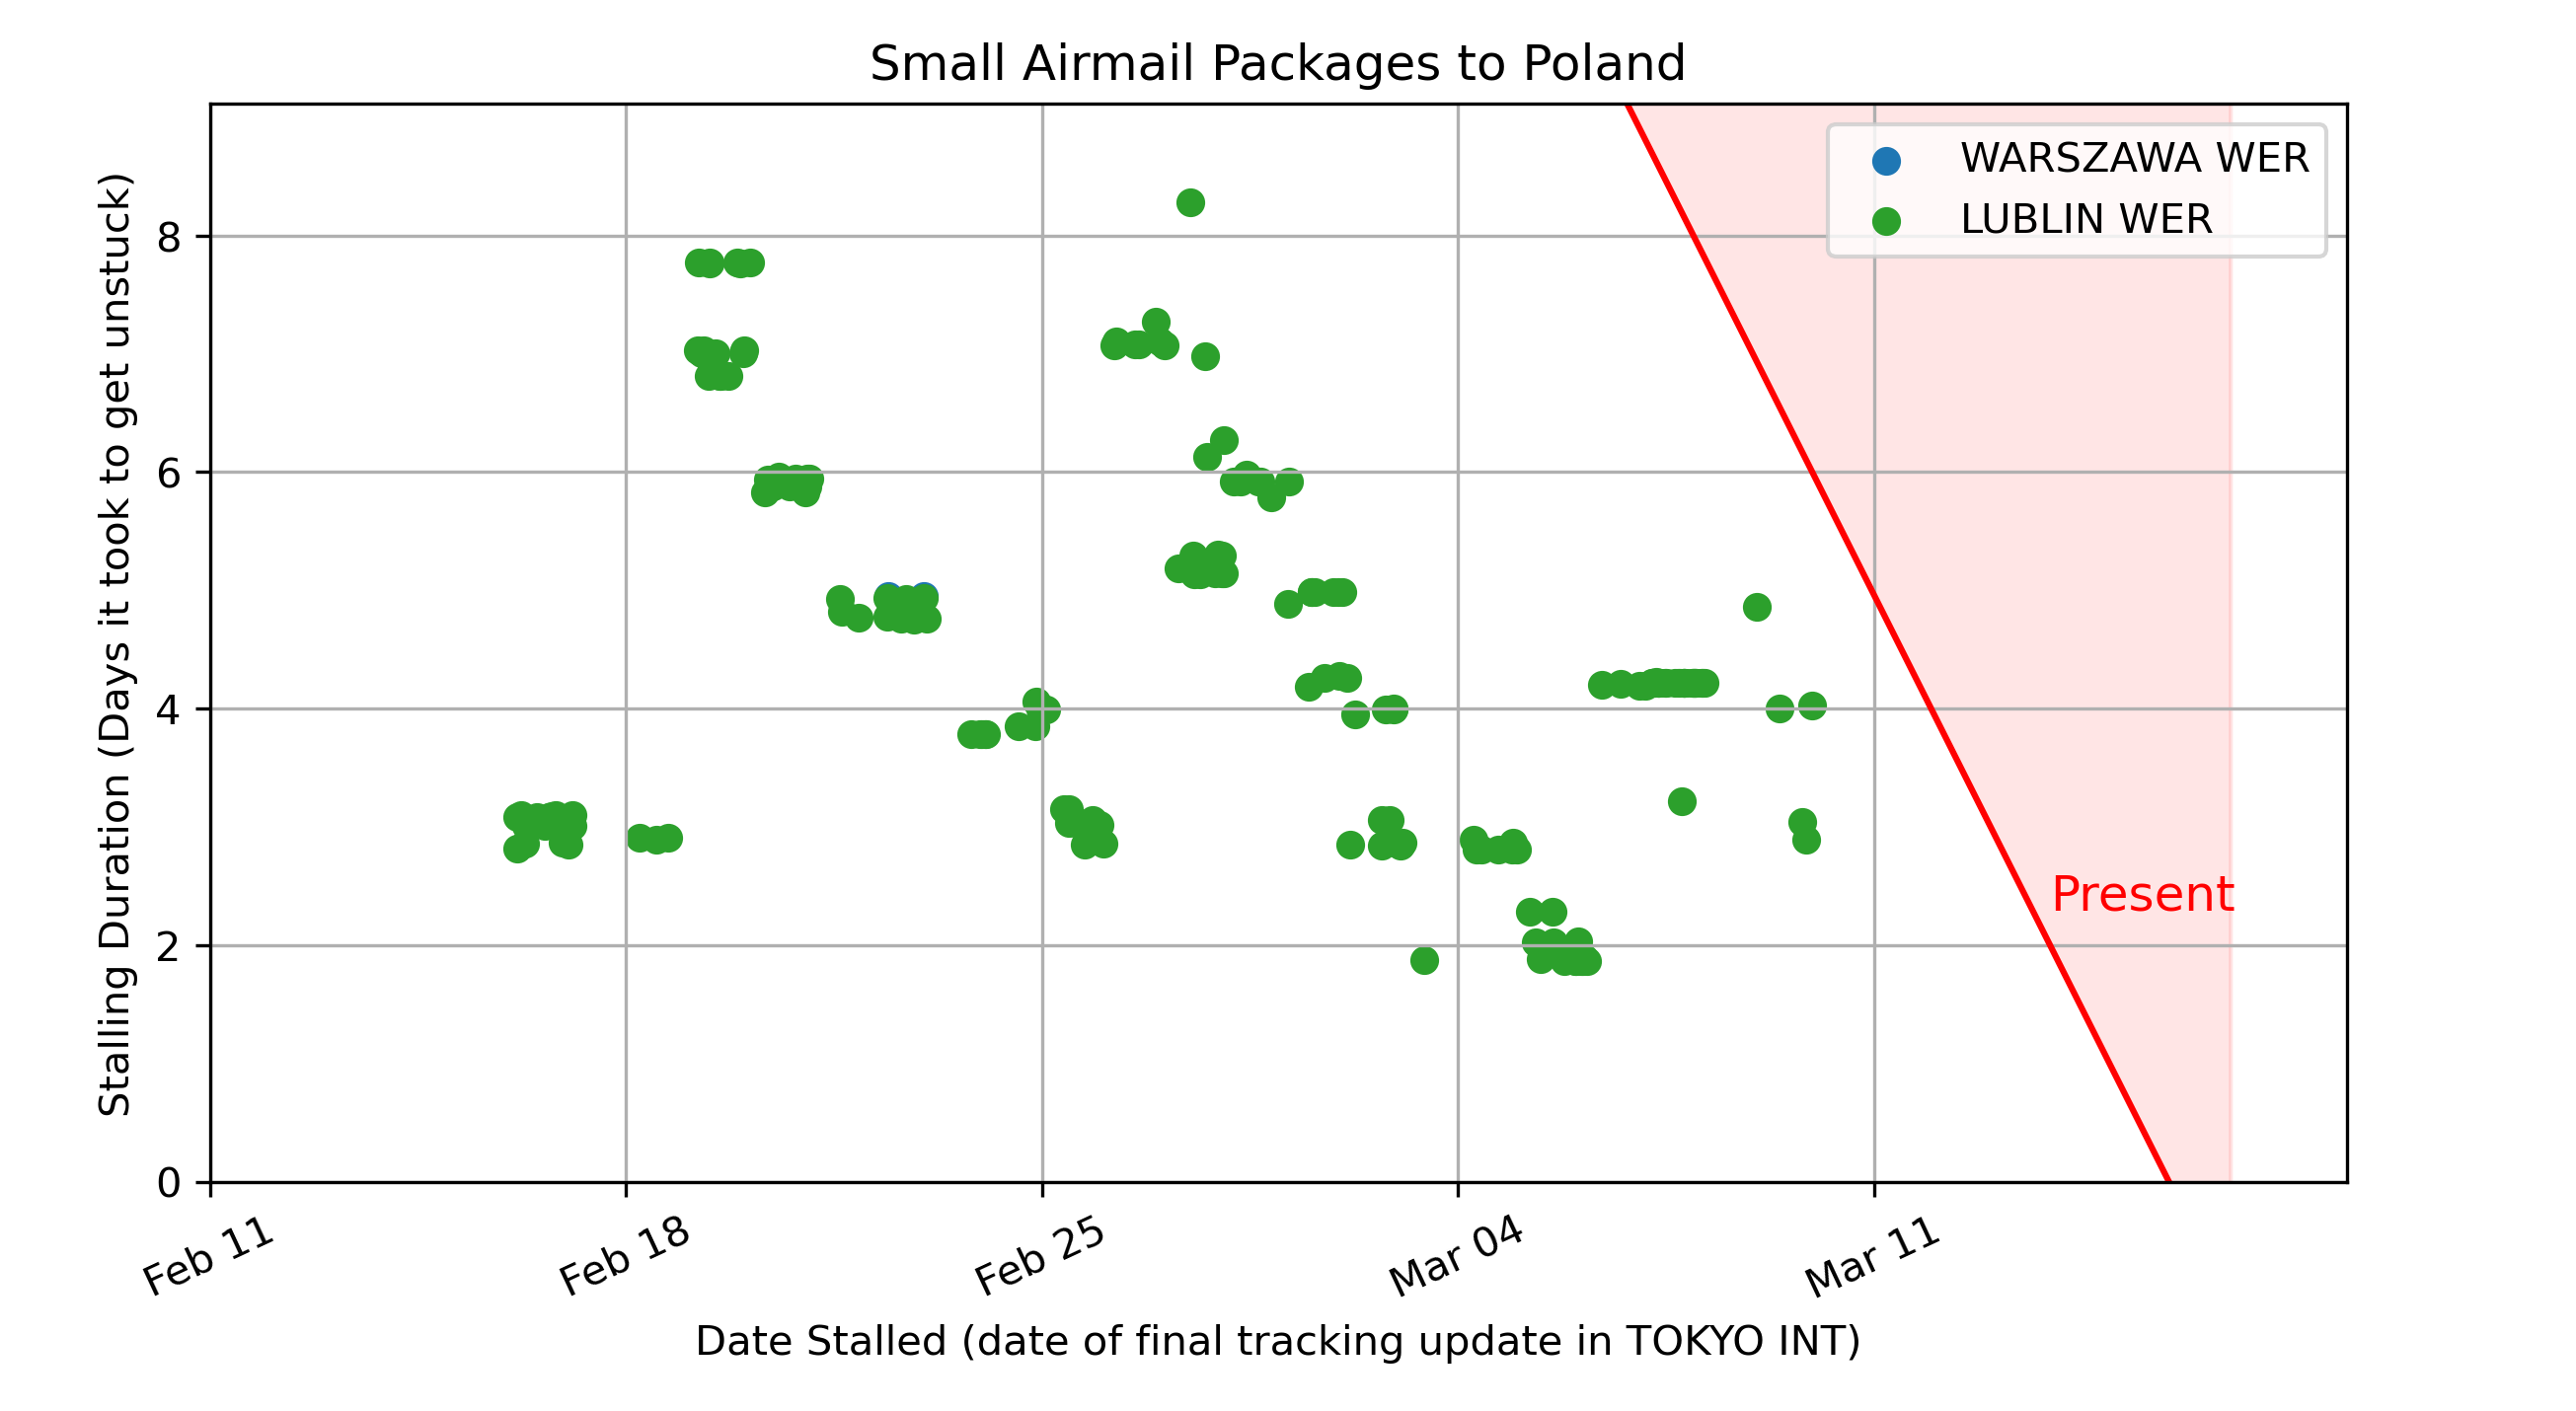 Small Airmail Packages to Poland
WARSZAWA WER
LUBLIN WER
Stalling Duration (Days it took to get unstuck)
8
6
4
2
0
Present
Feb 11
Feb 18
Feb 25
Mar 04
Mar 11
Date Stalled (date of final tracking update in TOKYO INT)